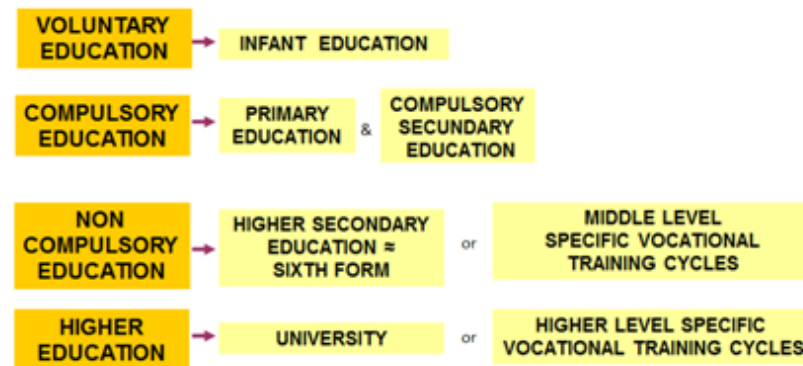 VOLUNTARY
EDUCATION
INFANT EDUCATION
COMPULSORY
EDUCATION
PRIMARY
EDUCATION
&
COMPULSORY
SECUNDARY
EDUCATION
NON
COMPULSORY
EDUCATION
HIGHER SECONDARY
EDUCATION ≈
SIXTH FORM
or
MIDDLE LEVEL
SPECIFIC VOCATIONAL
TRAINING CYCLES
HIGHER
EDUCATION
UNIVERSITY
or
HIGHER LEVEL SPECIFIC
VOCATIONAL TRAINING CYCLES